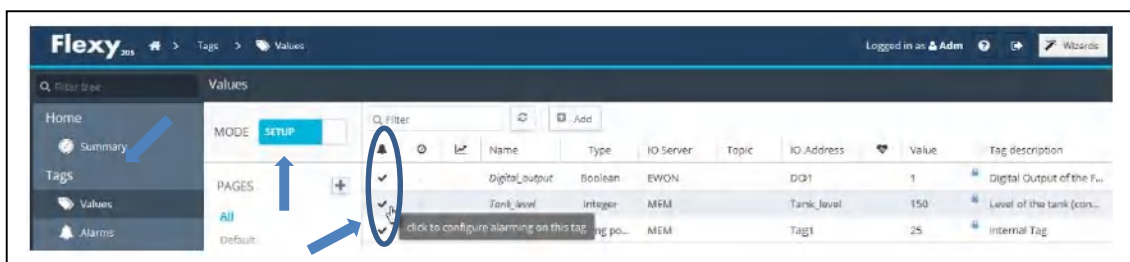 Flexy 205 > Tags > Values Logged in as Adm Wizards
Filter tree Values
Home
Summary
Tags
Values
Alarms
MODE SETUP
PAGES
All
Default
Filter Add
Name Type IO Server Topic IO Address Value Tag description
Digital_output Boolean EWON DO1 1 Digital Output of the F...
Tank_level Integer MEM Tank_level 150 Level of the tank (con...
click to configure alarming on this tag ng po... MEM Tag1 25 Internal Tag